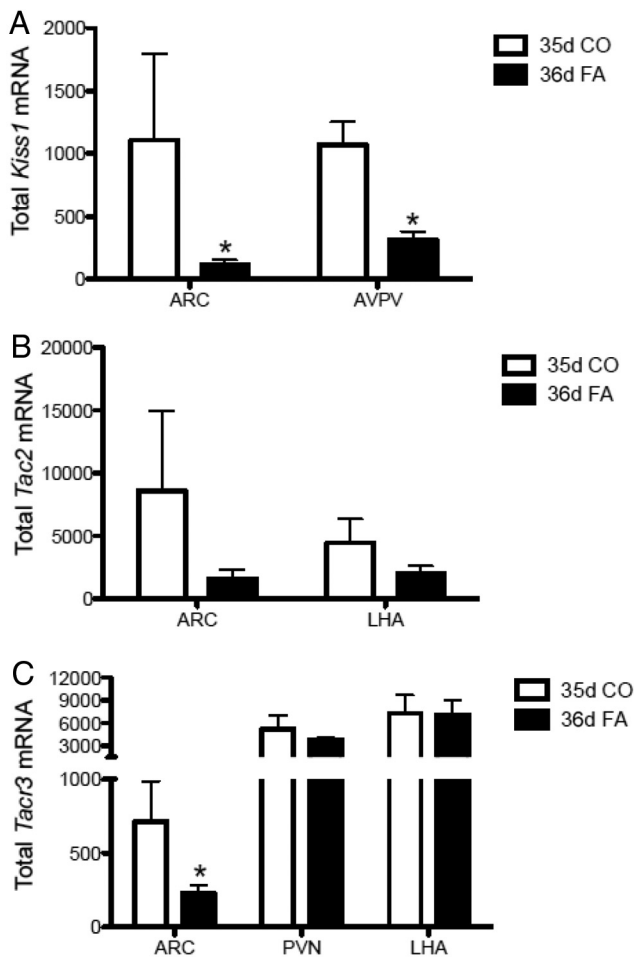 A
Total Kiss1 mRNA
2000
1500
1000
500
0
*
*
ARC
AVPV
35d CO
36d FA
B
Total Tac2 mRNA
20000
15000
10000
5000
0
ARC
LHA
35d CO
36d FA
C
Total Tacr3 mRNA
12000
9000
6000
3000
1000
500
0
*
ARC
PVN
LHA
35d CO
36d FA